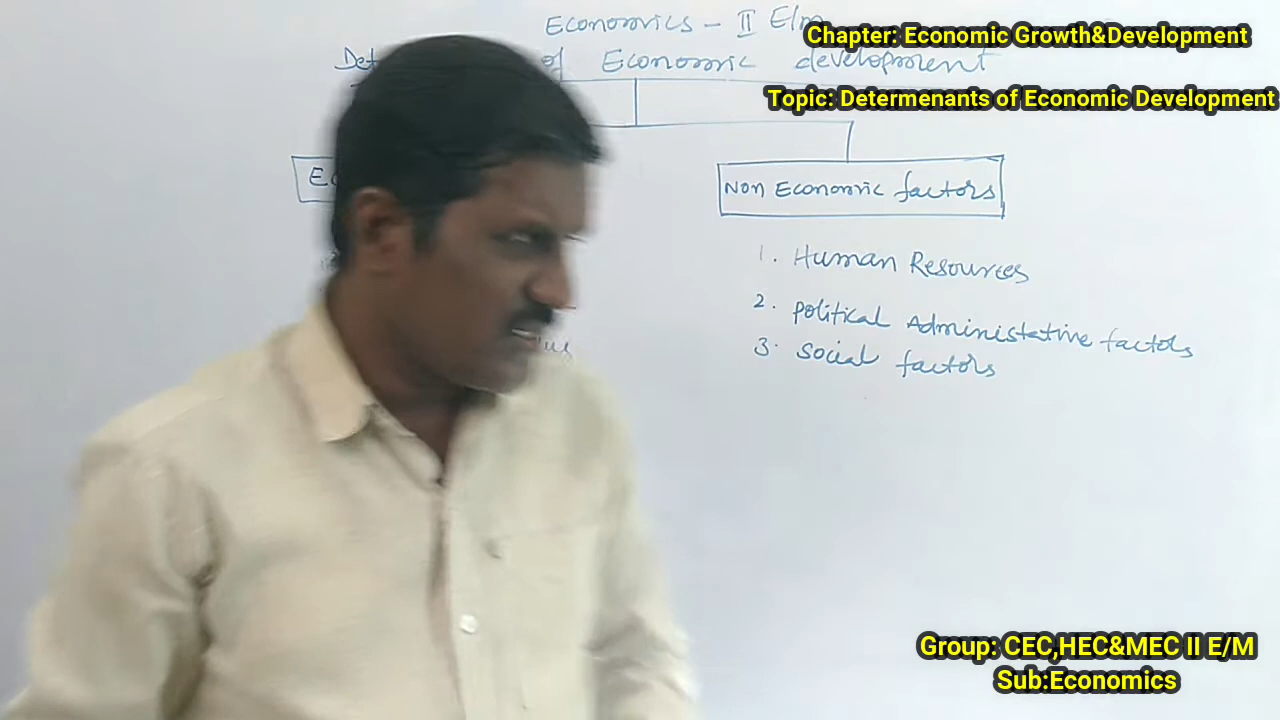 Economics - II E/m
Chapter: Economic Growth&Development
of Economic development
Topic: Determenants of Economic Development
Non Economic factors
1. Human Resources
2. political Administative factors
3. social factors
Group: CEC,HEC&MEC II E/M
Sub:Economics